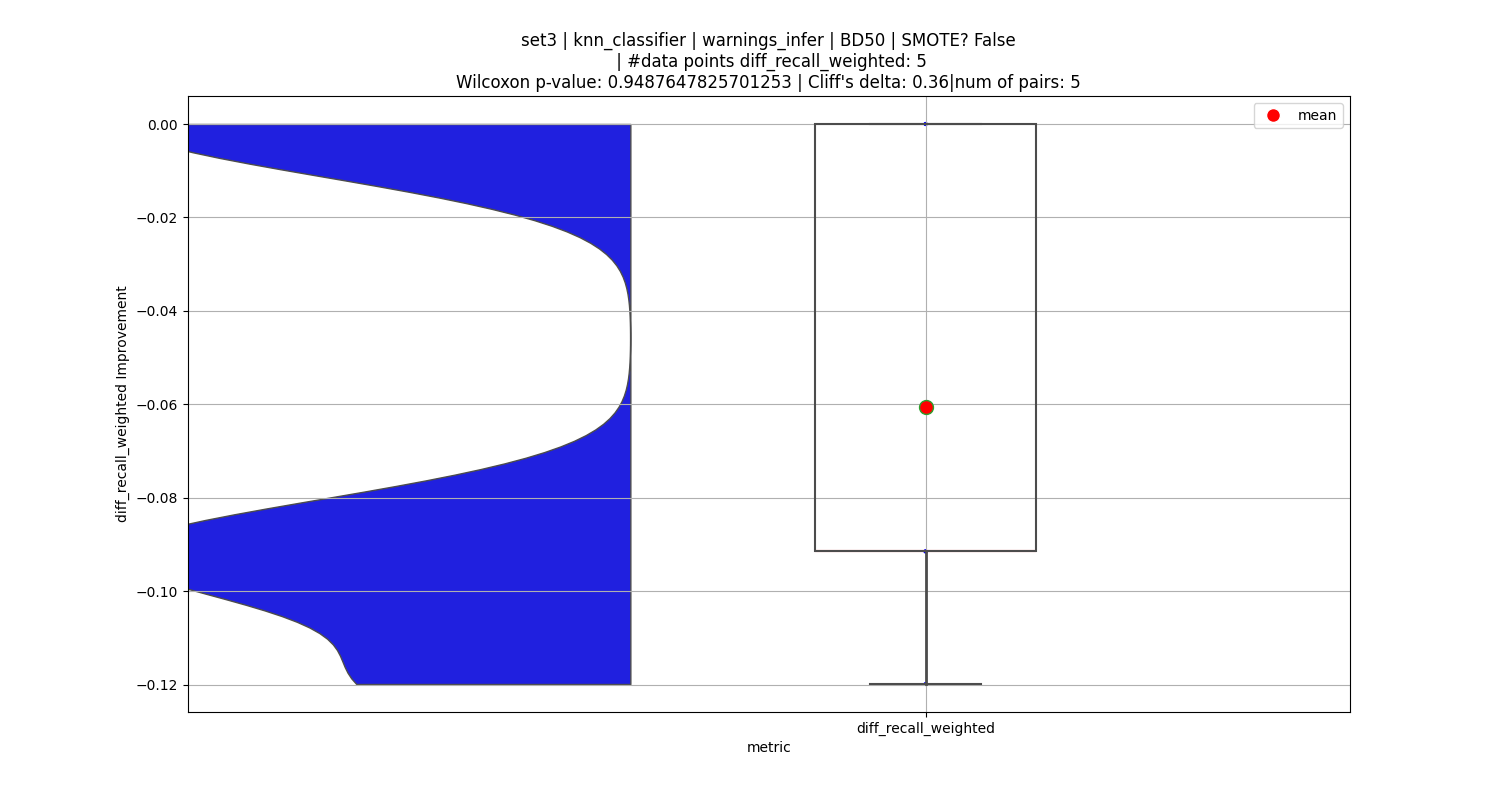 set3 | knn_classifier | warnings_infer | BD50 | SMOTE? False
| #data points diff_recall_weighted: 5
Wilcoxon p-value: 0.9487647825701253 | Cliff's delta: 0.36|num of pairs: 5
mean
0.00
−0.02
−0.04
−0.06
−0.08
−0.10
−0.12
diff_recall_weighted Improvement
diff_recall_weighted
metric